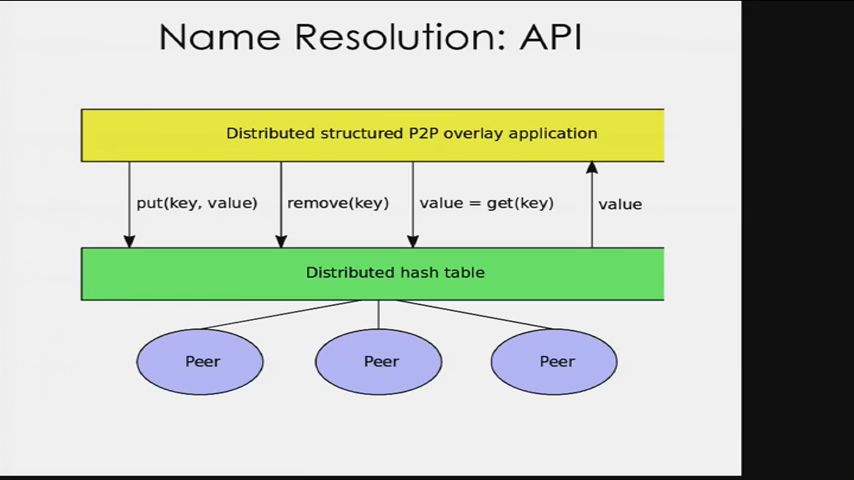 Name Resolution: API
Distributed structured P2P overlay application
put(key, value) remove(key) value = get(key) value
Distributed hash table
Peer Peer Peer